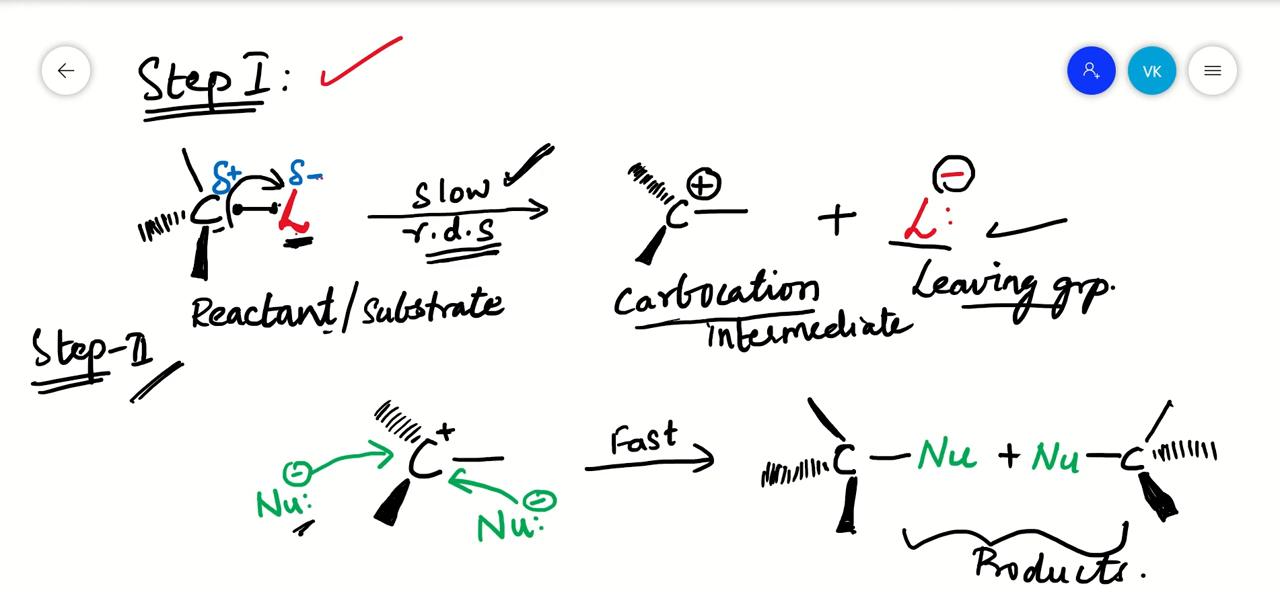 VK
Step I:
δ+ δ-
C L
Slow
r.d.s
C ⊕ + L: ⊖
Reactant/Substrate
Carbocation
Intermediate
Leaving grp.
Step-II
Nu: ⊖ C+ Nu: ⊖
Fast
C — Nu + Nu — C
Products.